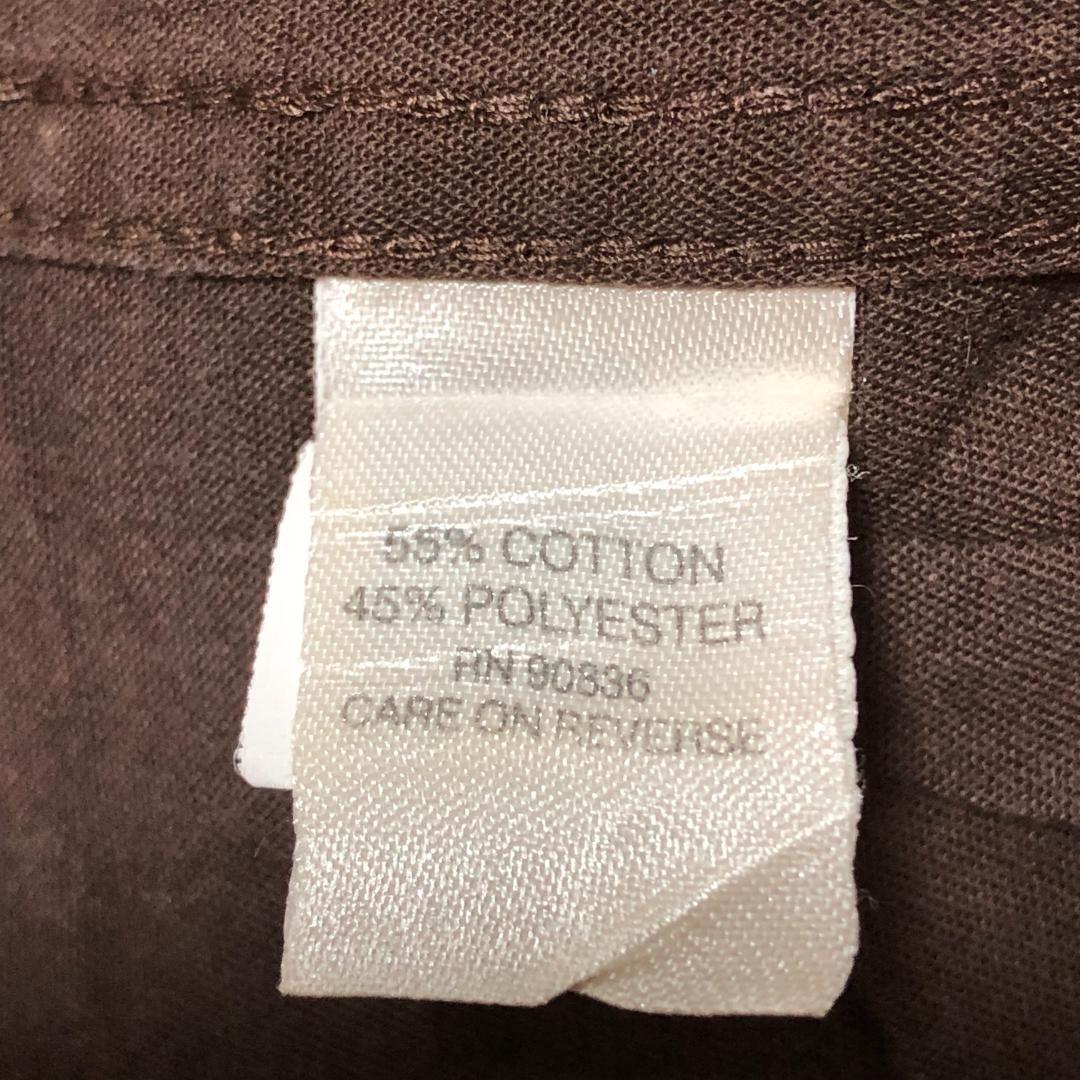 55% COTTON
45% POLYESTER
RN 90836
CARE ON REVERSE